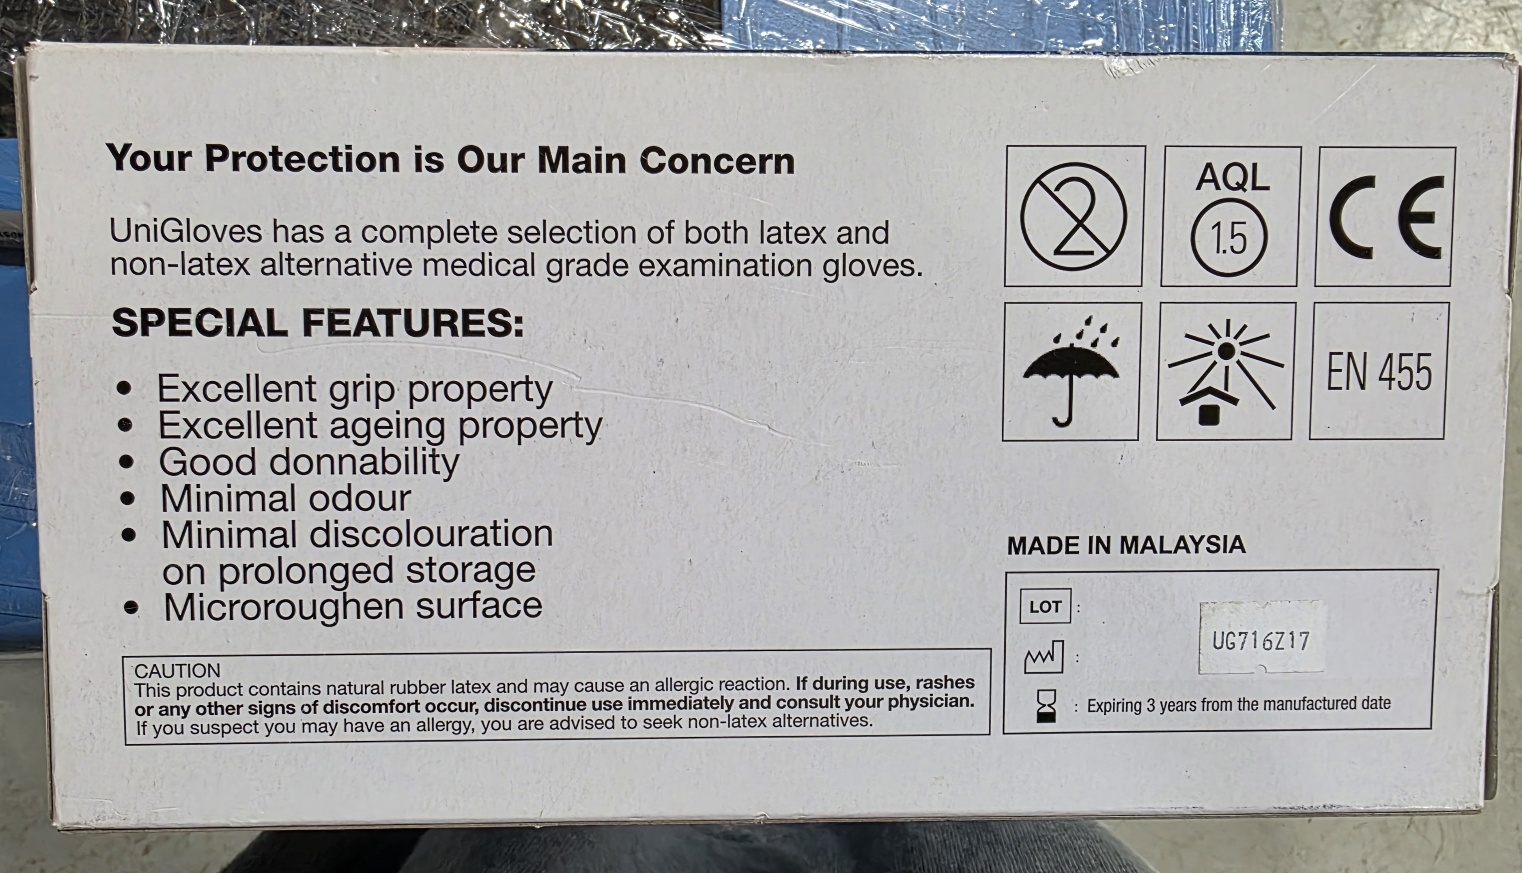 Your Protection is Our Main Concern
UniGloves has a complete selection of both latex and
non-latex alternative medical grade examination gloves.
SPECIAL FEATURES:
• Excellent grip property
• Excellent ageing property
• Good donnability
• Minimal odour
• Minimal discolouration
on prolonged storage
• Microroughen surface
CAUTION
This product contains natural rubber latex and may cause an allergic reaction. If during use, rashes
or any other signs of discomfort occur, discontinue use immediately and consult your physician.
If you suspect you may have an allergy, you are advised to seek non-latex alternatives.
2
AQL
1.5
CE
EN 455
MADE IN MALAYSIA
LOT :
UG716Z17
:
: Expiring 3 years from the manufactured date